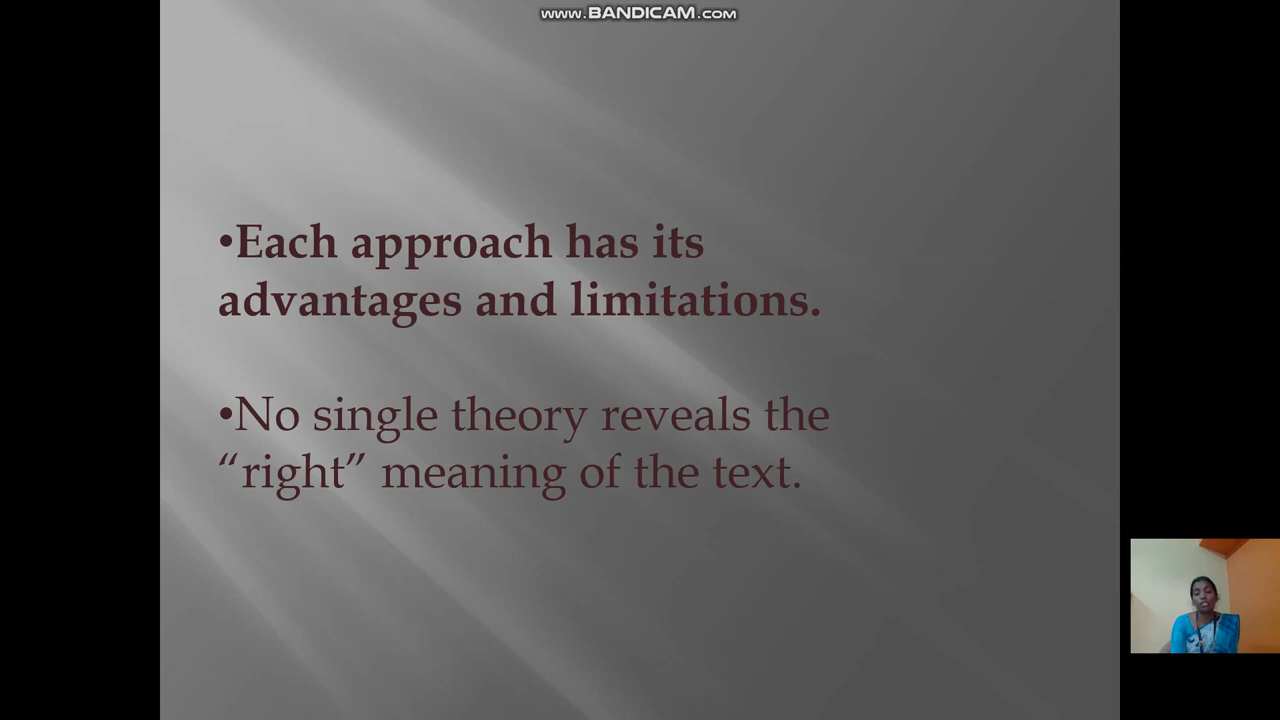 www.BANDICAM.com
•Each approach has its
advantages and limitations.
•No single theory reveals the
“right” meaning of the text.